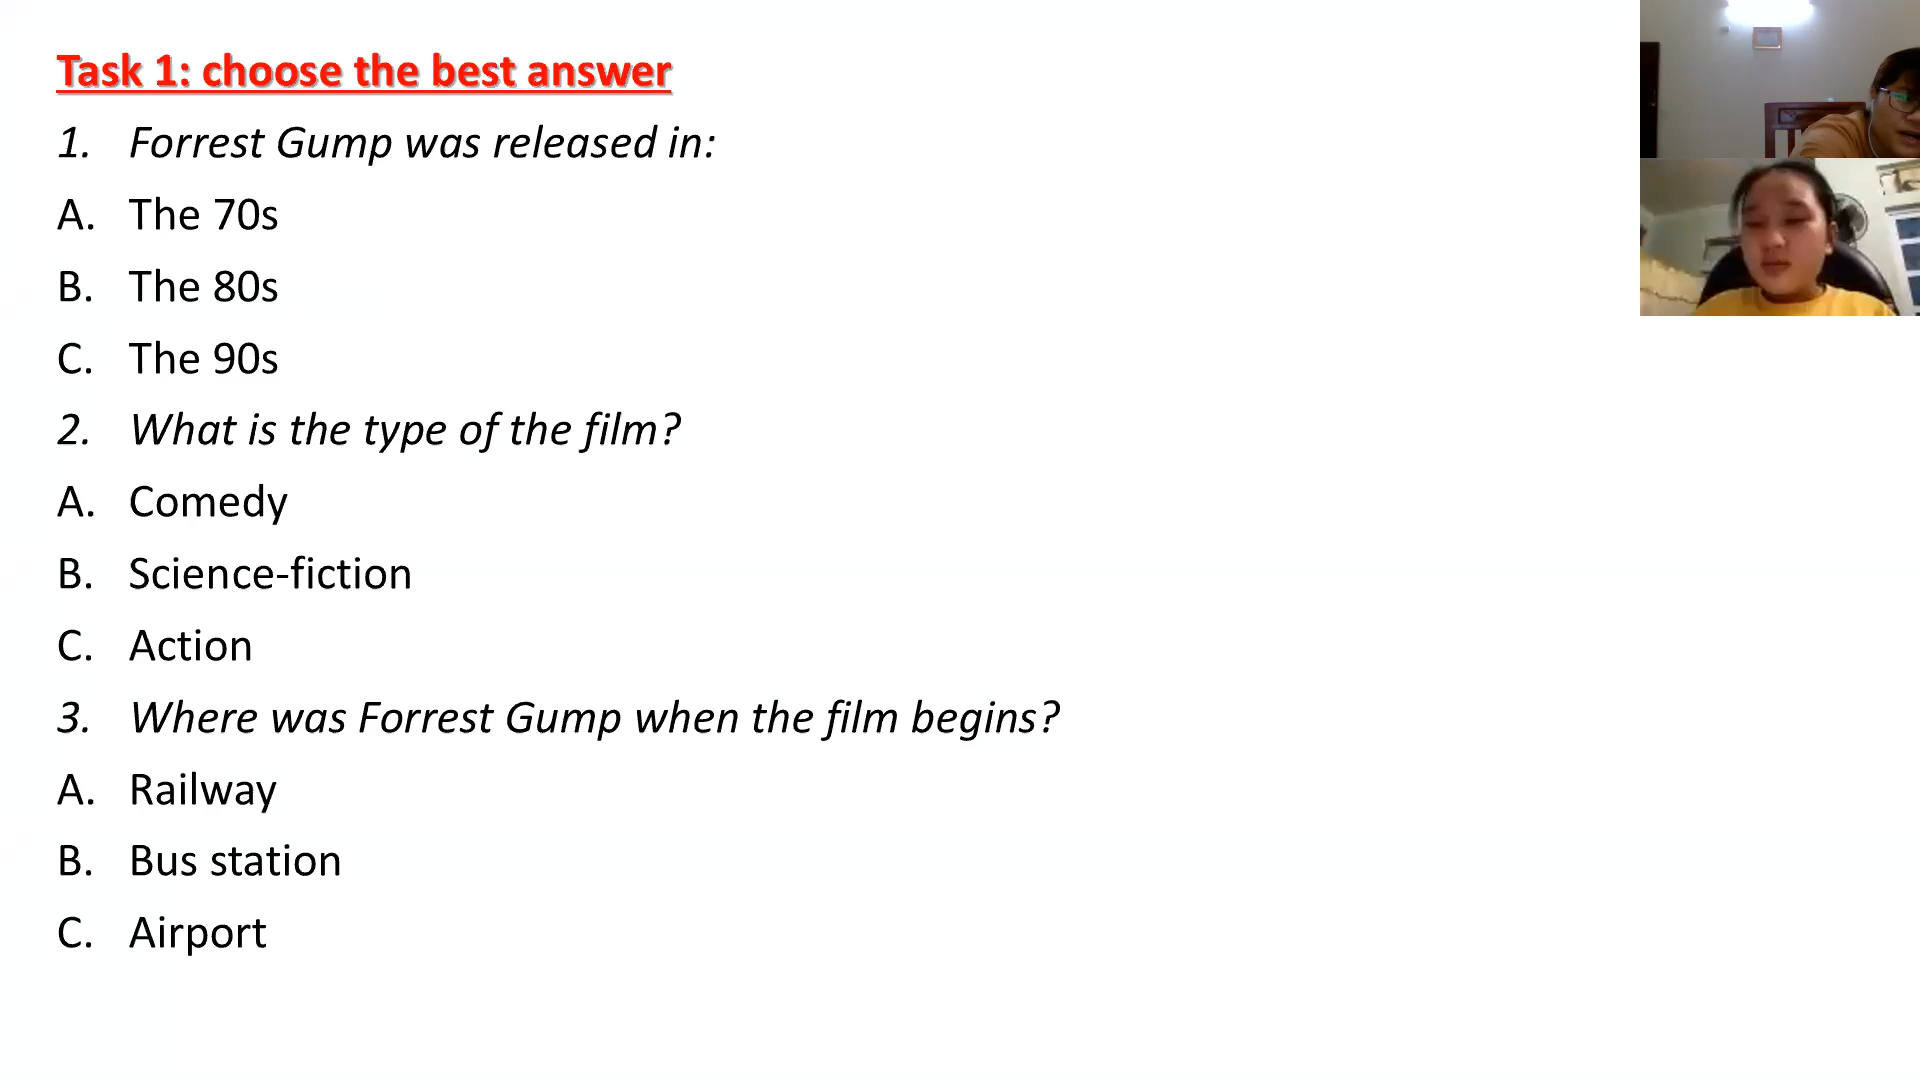 Task 1: choose the best answer
1. Forrest Gump was released in:
A. The 70s
B. The 80s
C. The 90s
2. What is the type of the film?
A. Comedy
B. Science-fiction
C. Action
3. Where was Forrest Gump when the film begins?
A. Railway
B. Bus station
C. Airport